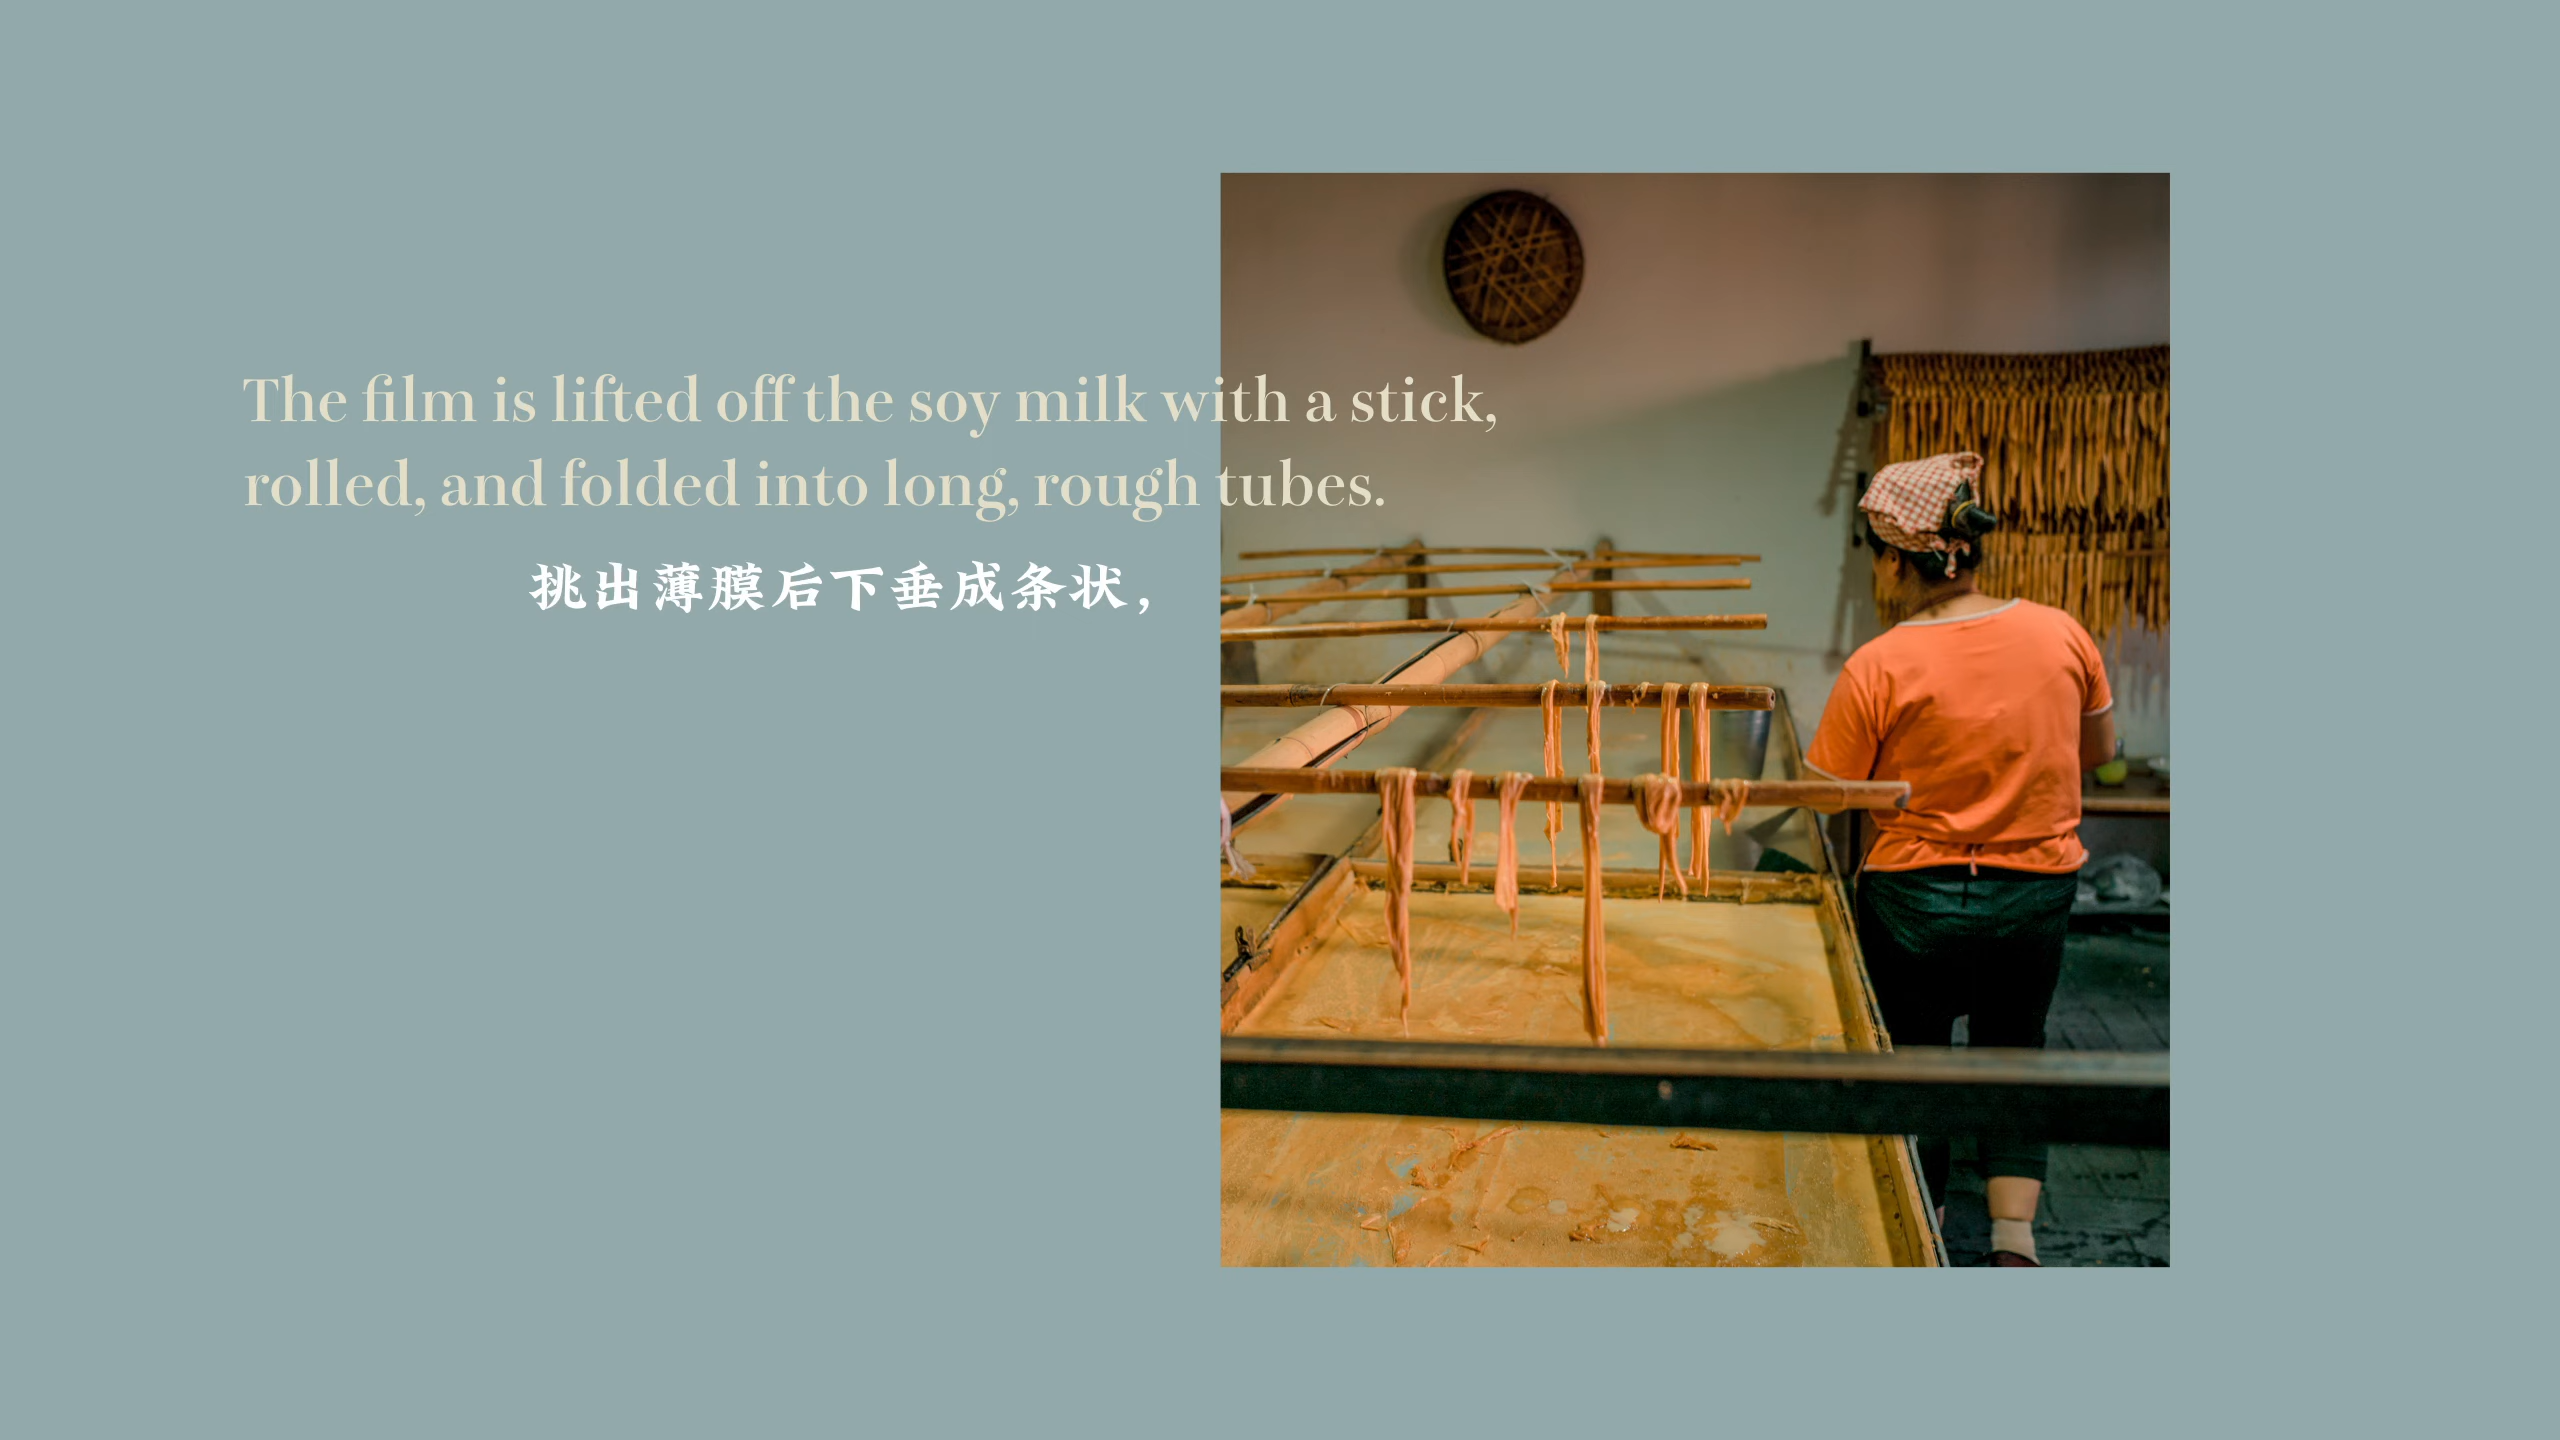 The film is lifted off the soy milk with a stick,
rolled, and folded into long, rough tubes.
挑出薄膜后下垂成条状，